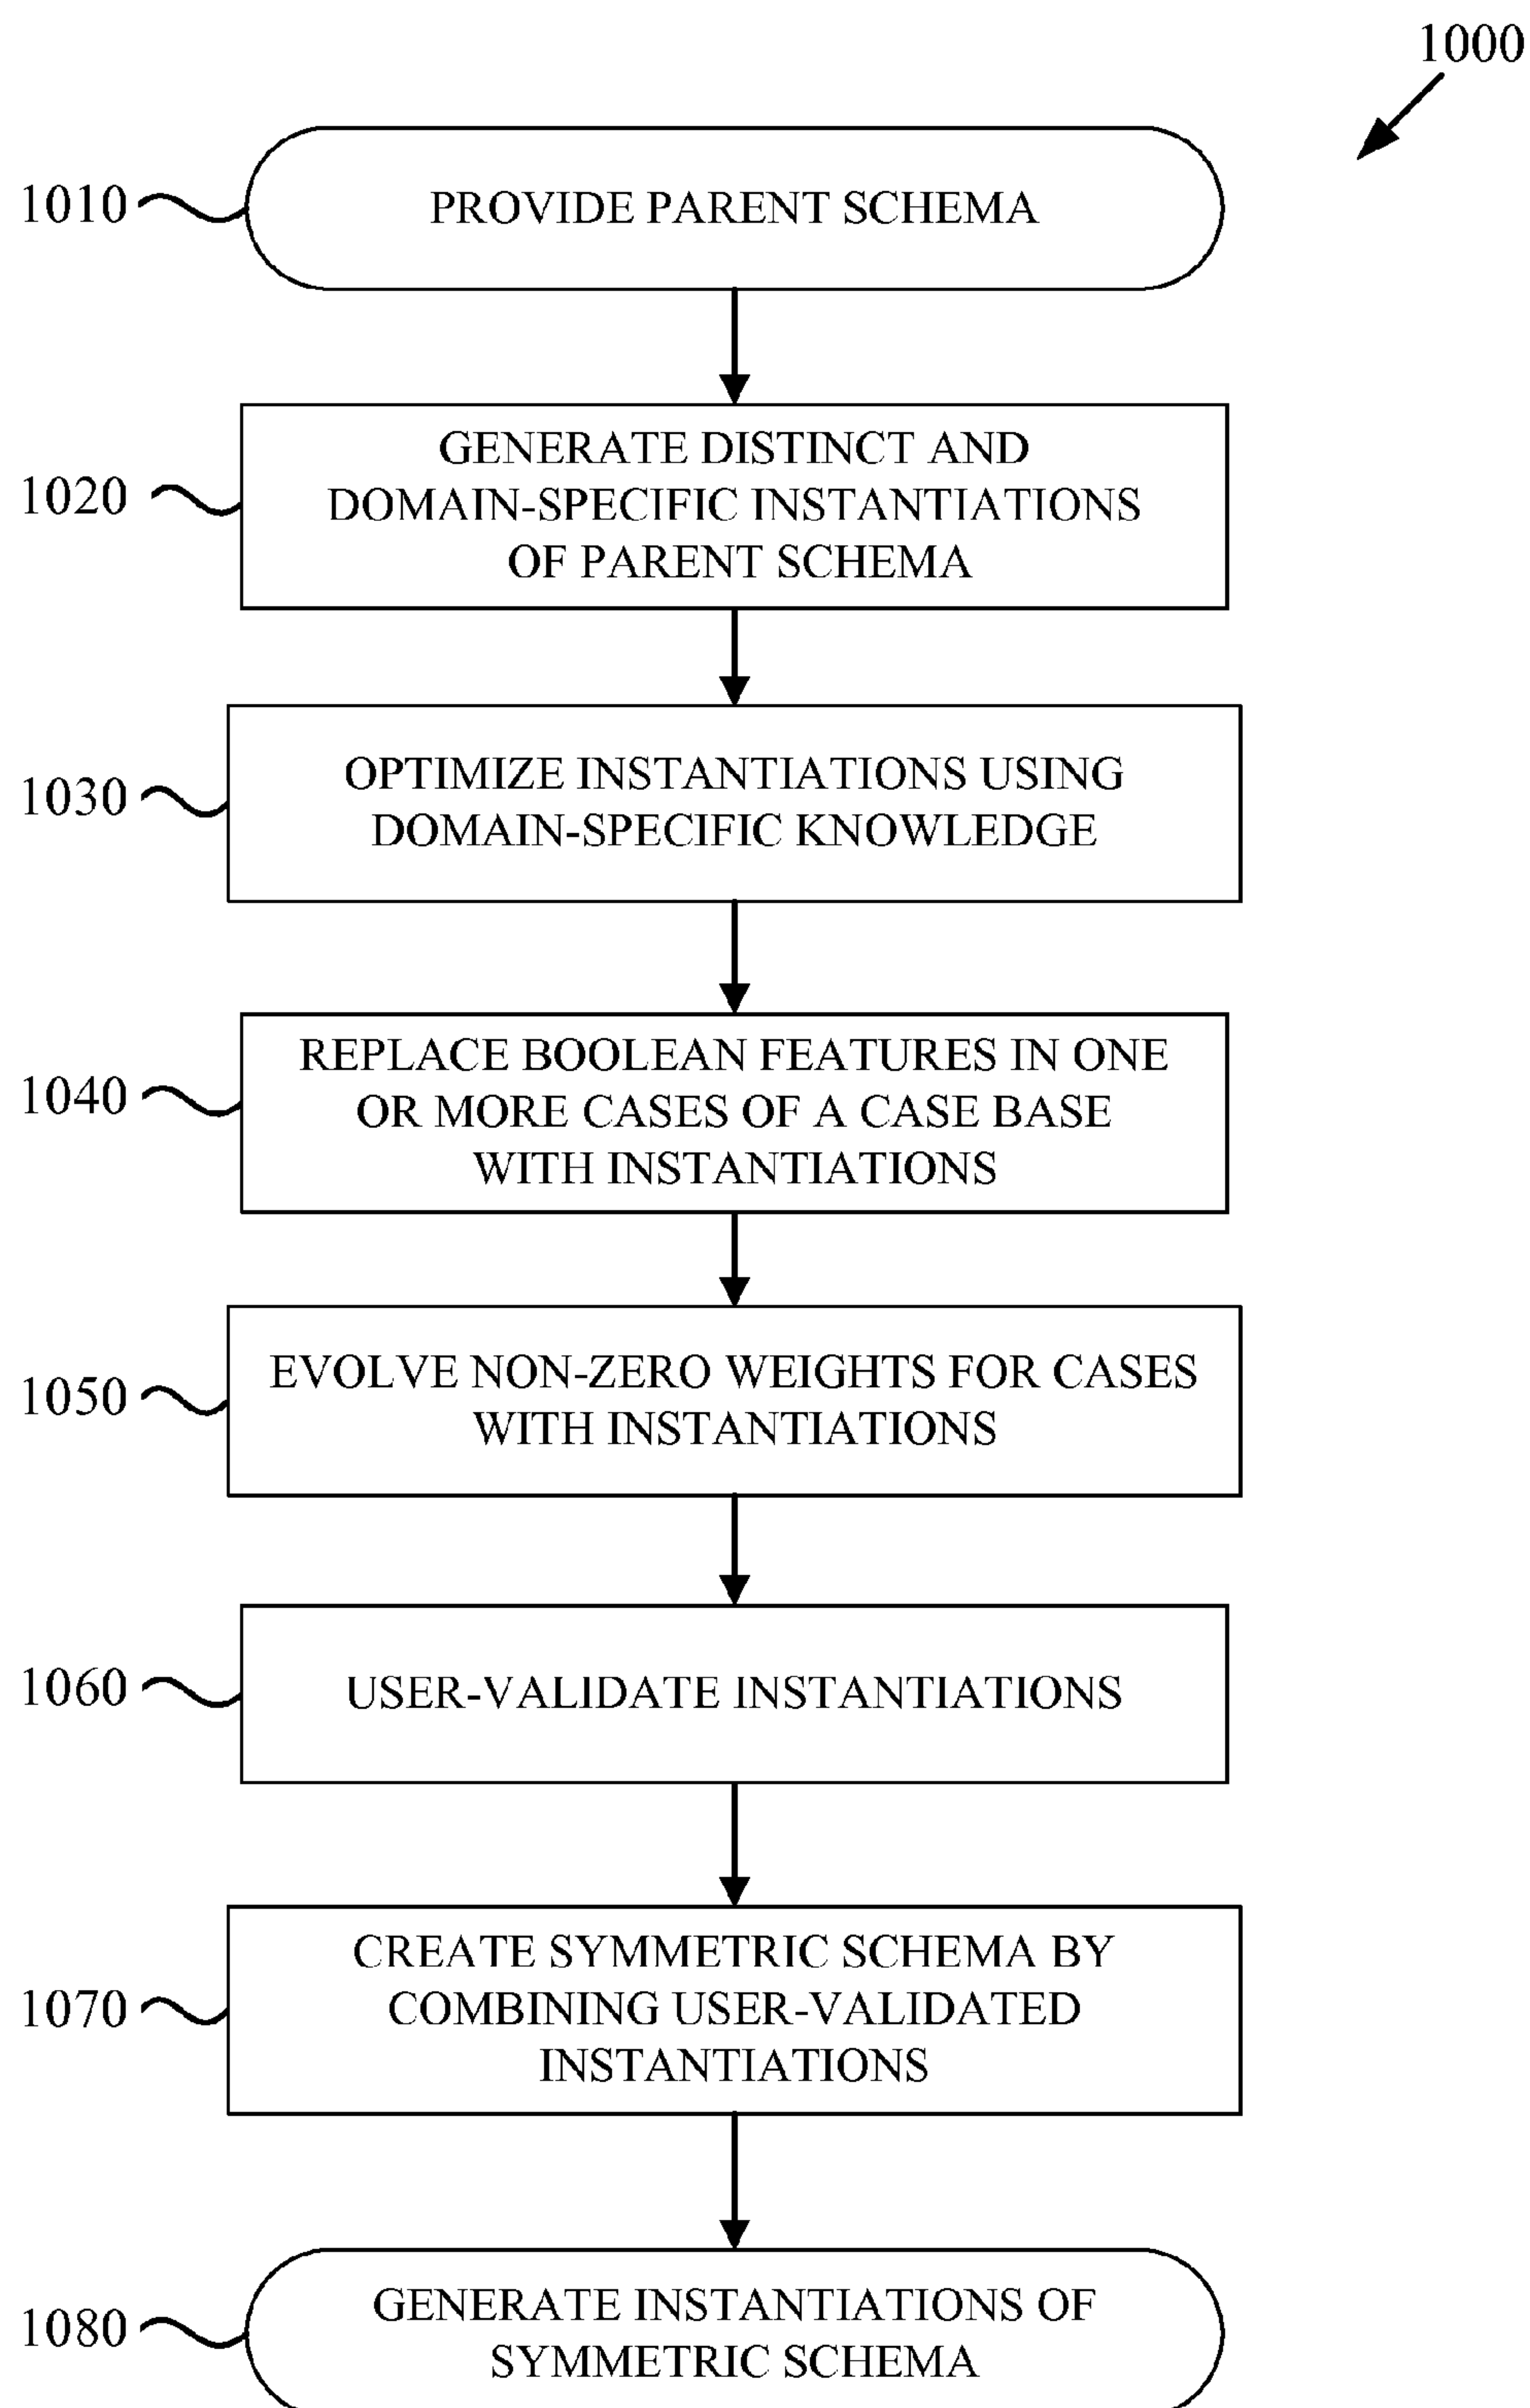 1000
1010
PROVIDE PARENT SCHEMA
1020
GENERATE DISTINCT AND
DOMAIN-SPECIFIC INSTANTIATIONS
OF PARENT SCHEMA
1030
OPTIMIZE INSTANTIATIONS USING
DOMAIN-SPECIFIC KNOWLEDGE
1040
REPLACE BOOLEAN FEATURES IN ONE
OR MORE CASES OF A CASE BASE
WITH INSTANTIATIONS
1050
EVOLVE NON-ZERO WEIGHTS FOR CASES
WITH INSTANTIATIONS
1060
USER-VALIDATE INSTANTIATIONS
1070
CREATE SYMMETRIC SCHEMA BY
COMBINING USER-VALIDATED
INSTANTIATIONS
1080
GENERATE INSTANTIATIONS OF
SYMMETRIC SCHEMA